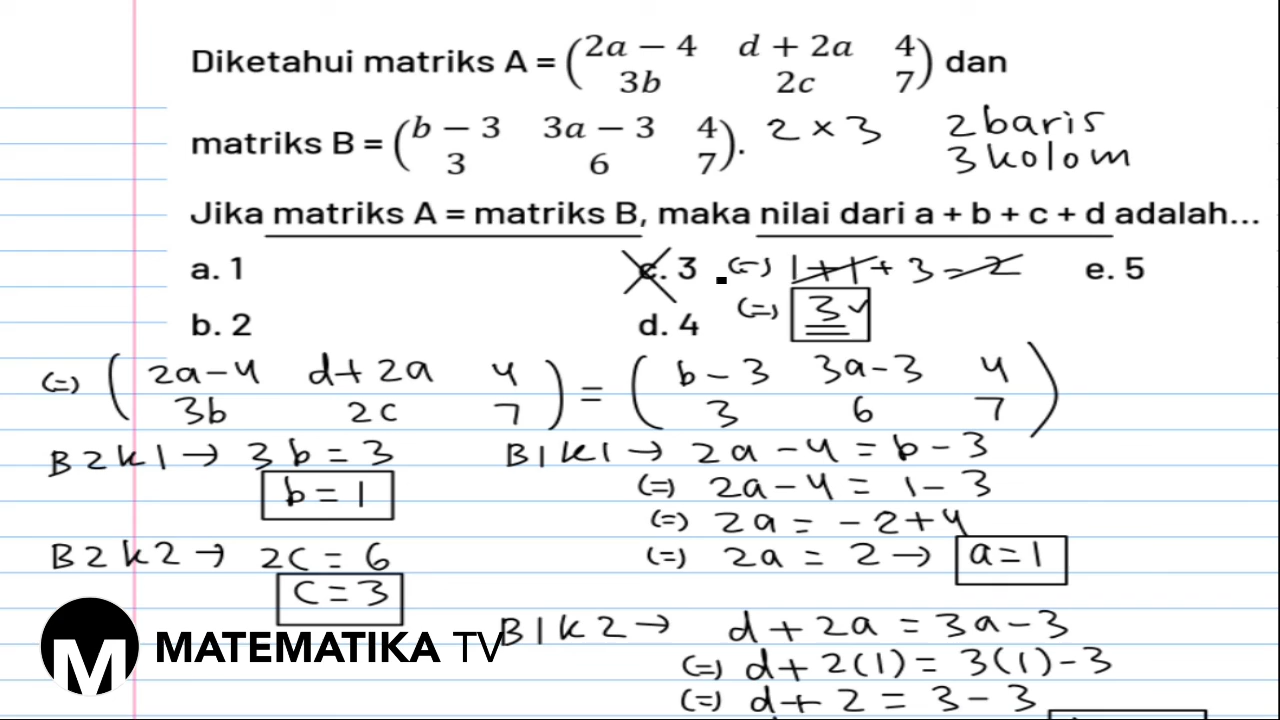 Diketahui matriks A = (2a − 4 d + 2a 4
3b 2c 7) dan
matriks B = (b − 3 3a − 3 4
3 6 7). 2 × 3 2 baris
3 kolom
Jika matriks A = matriks B, maka nilai dari a + b + c + d adalah...
a. 1 c. 3 (=) 1 + 1 + 3 − 2 e. 5
b. 2 d. 4 (=) 3
(=) (2a − 4 d + 2a 4
3b 2c 7) = (b − 3 3a − 3 4
3 6 7)
B2K1 → 3b = 3 B1K1 → 2a − 4 = b − 3
b = 1 (=) 2a − 4 = 1 − 3
(=) 2a = −2 + 4
B2K2 → 2c = 6 (=) 2a = 2 → a = 1
c = 3
B1K2 → d + 2a = 3a − 3
M MATEMATIKA TV
(=) d + 2(1) = 3(1) − 3
(=) d + 2 = 3 − 3